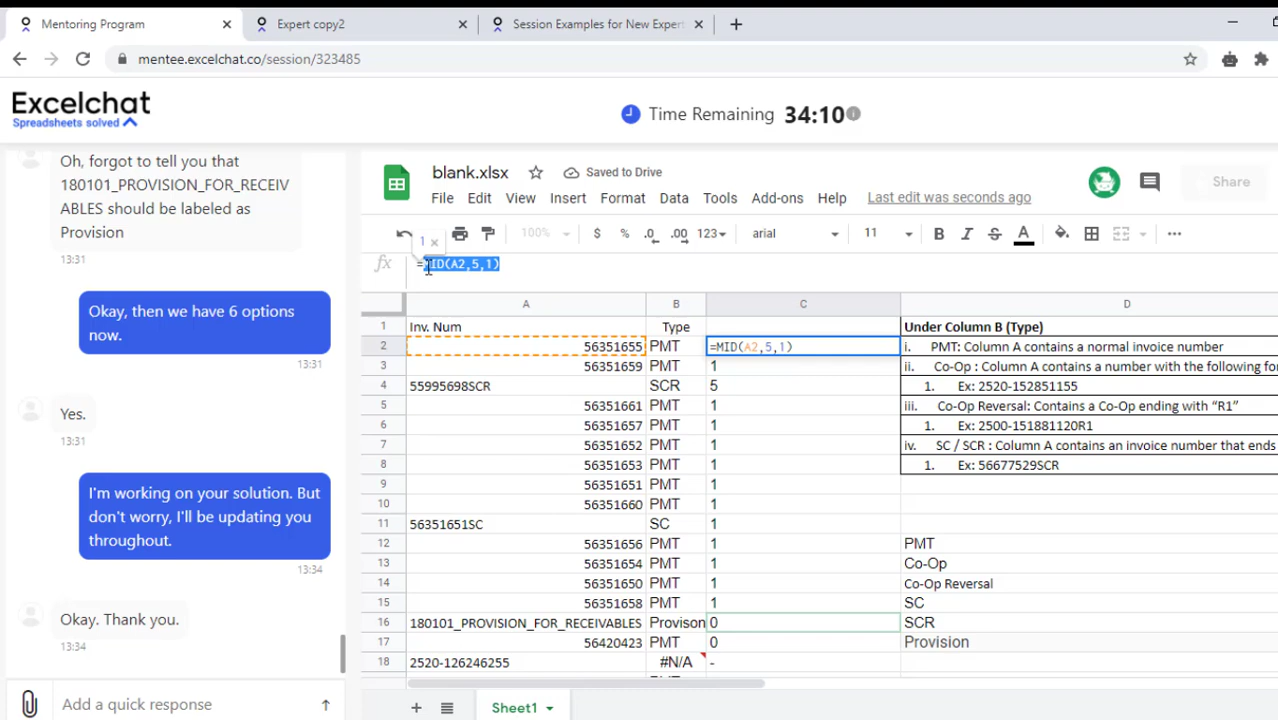 Mentoring Program
Expert copy2
Session Examples for New Expert
mentee.excelchat.co/session/323485
Excelchat
Spreadsheets solved
Time Remaining 34:10
Oh, forgot to tell you that
180101_PROVISION_FOR_RECEIV
ABLES should be labeled as
Provision
13:31
Okay, then we have 6 options
now.
13:31
Yes.
13:31
I'm working on your solution. But
don't worry, I'll be updating you
throughout.
13:34
Okay. Thank you.
13:34
Add a quick response
blank.xlsx
Saved to Drive
File Edit View Insert Format Data Tools Add-ons Help Last edit was seconds ago
Share
100% $ % .0 .00 123 arial 11 B I S A
1 ×
fx =MID(A2,5,1)
A B C D
1 Inv. Num Type Under Column B (Type)
2 56351655 PMT =MID(A2,5,1) i. PMT: Column A contains a normal invoice number
3 56351659 PMT 1 ii. Co-Op : Column A contains a number with the following for
4 55995698SCR SCR 5 1. Ex: 2520-152851155
5 56351661 PMT 1 iii. Co-Op Reversal: Contains a Co-Op ending with “R1”
6 56351657 PMT 1 1. Ex: 2500-151881120R1
7 56351652 PMT 1 iv. SC / SCR : Column A contains an invoice number that ends
8 56351653 PMT 1 1. Ex: 56677529SCR
9 56351651 PMT 1
10 56351660 PMT 1
11 56351651SC SC 1
12 56351656 PMT 1 PMT
13 56351654 PMT 1 Co-Op
14 56351650 PMT 1 Co-Op Reversal
15 56351658 PMT 1 SC
16 180101_PROVISION_FOR_RECEIVABLES Provison 0 SCR
17 56420423 PMT 0 Provision
18 2520-126246255 #N/A -
Sheet1